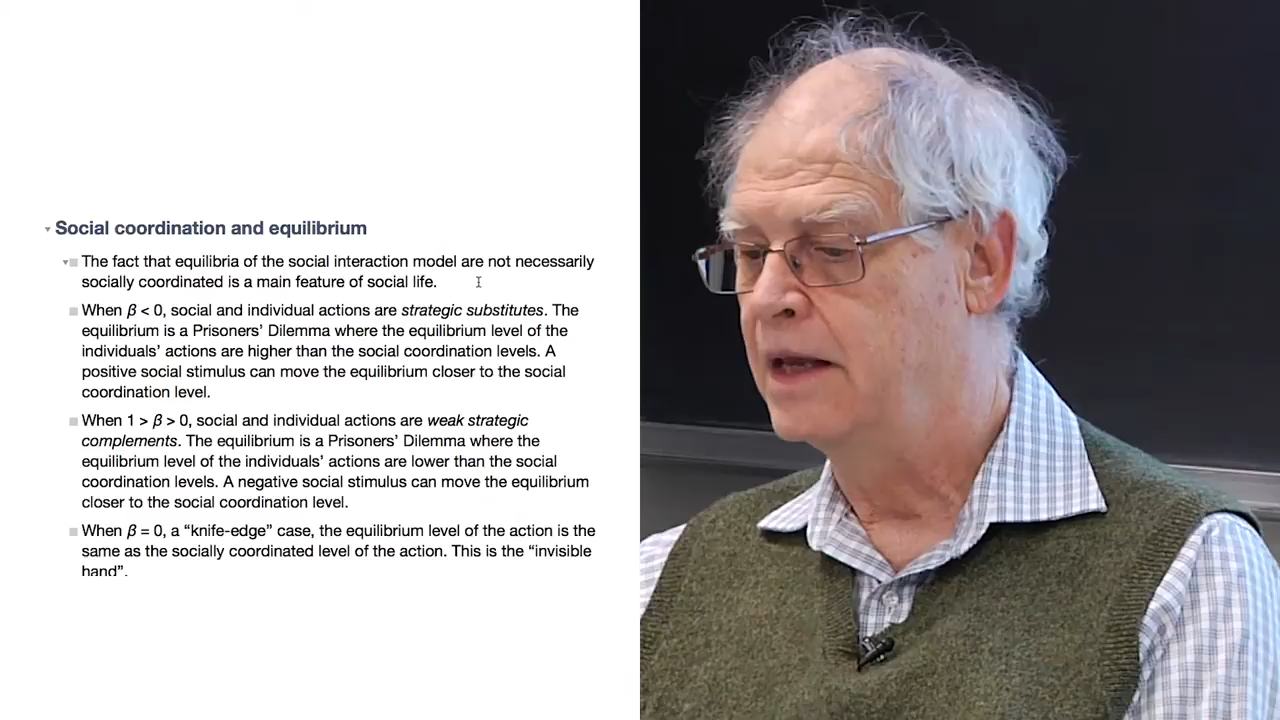 Social coordination and equilibrium
The fact that equilibria of the social interaction model are not necessarily
socially coordinated is a main feature of social life.
When β < 0, social and individual actions are strategic substitutes. The
equilibrium is a Prisoners’ Dilemma where the equilibrium level of the
individuals’ actions are higher than the social coordination levels. A
positive social stimulus can move the equilibrium closer to the social
coordination level.
When 1 > β > 0, social and individual actions are weak strategic
complements. The equilibrium is a Prisoners’ Dilemma where the
equilibrium level of the individuals’ actions are lower than the social
coordination levels. A negative social stimulus can move the equilibrium
closer to the social coordination level.
When β = 0, a “knife-edge” case, the equilibrium level of the action is the
same as the socially coordinated level of the action. This is the “invisible
hand”.